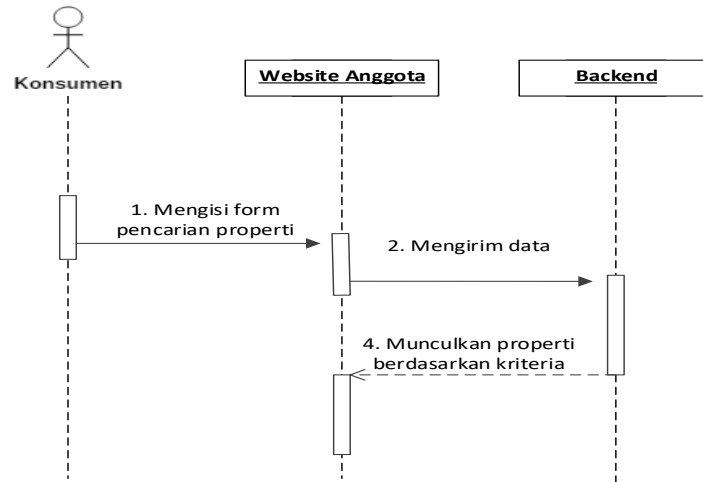 Konsumen
Website Anggota
Backend
1. Mengisi form
pencarian properti
2. Mengirim data
4. Munculkan properti
berdasarkan kriteria